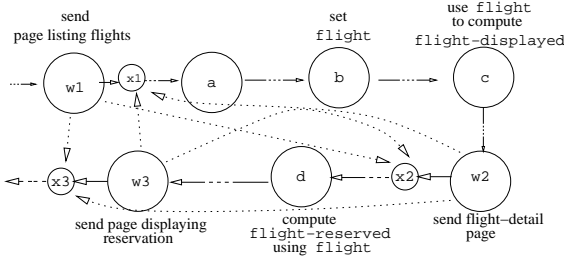 send
page listing flights
set
flight
use flight
to compute
flight-displayed
w1
x1
a
b
c
x3
w3
d
x2
w2
send page displaying
reservation
compute
flight-reserved
using flight
send flight-detail
page